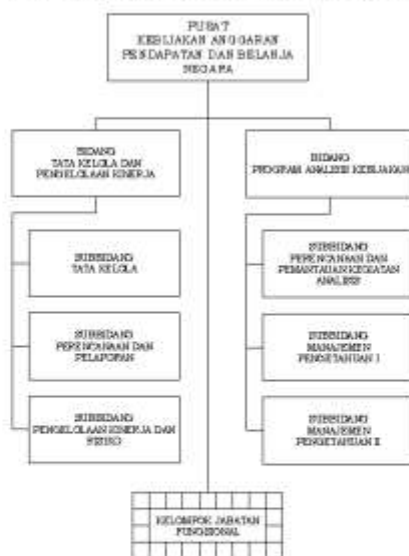 PUSAT
KEBIJAKAN ANGGARAN
PENDAPATAN DAN BELANJA
NEGARA
BIDANG
TATA KELOLA DAN
PENGELOLAAN KINERJA
BIDANG
PROGRAM ANALISIS KEBIJAKAN
SUBBIDANG
TATA KELOLA
SUBBIDANG
PERENCANAAN DAN
PEMANTAUAN KEGIATAN
ANALISIS
SUBBIDANG
PERENCANAAN DAN
PELAPORAN
SUBBIDANG
MANAJEMEN
PENGETAHUAN I
SUBBIDANG
PENGELOLAAN KINERJA DAN
RISIKO
SUBBIDANG
MANAJEMEN
PENGETAHUAN II
KELOMPOK JABATAN
FUNGSIONAL